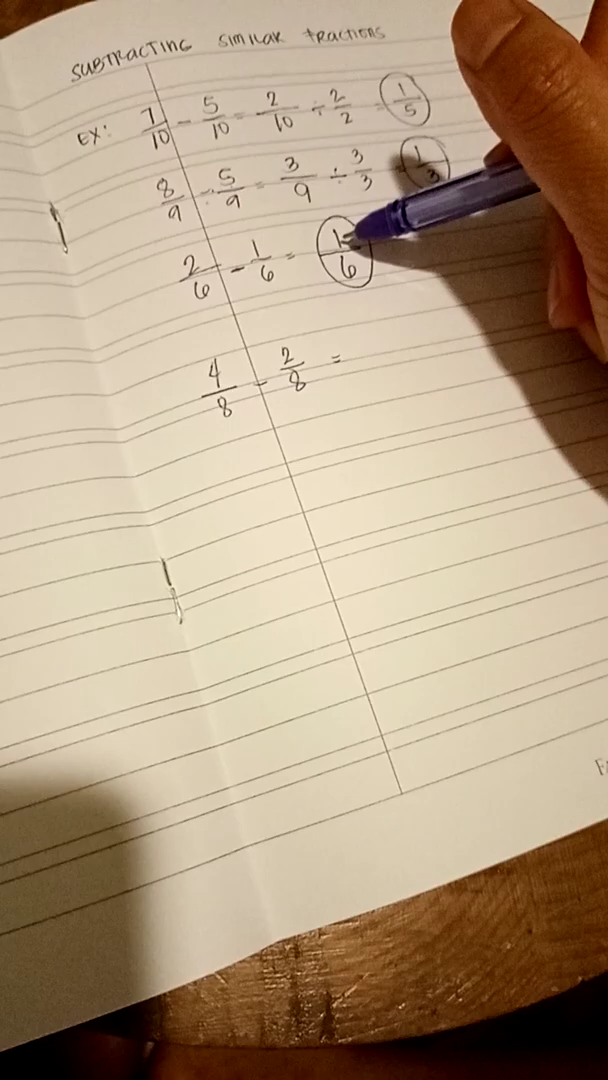 SUBTRACTING SIMILAR FRACTIONS
EX: 7/10 - 5/10 = 2/10 ÷ 2/2 = 1/5
8/9 - 5/9 = 3/9 ÷ 3/3 = 1/3
2/6 - 1/6 = 1/6
4/8 - 2/8 =